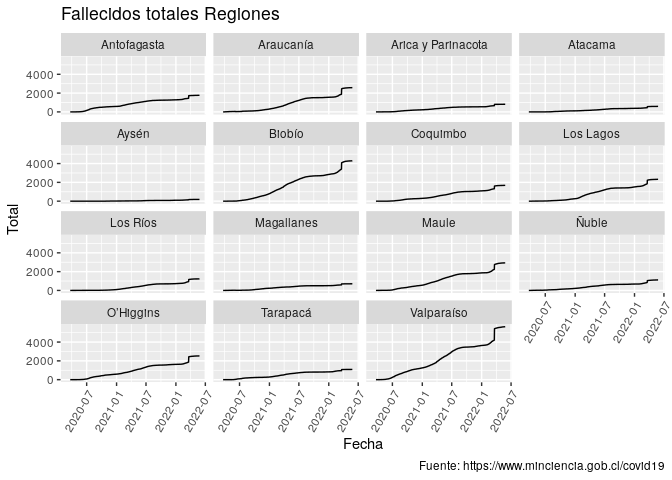 Fallecidos totales Regiones
Antofagasta Araucanía Arica y Parinacota Atacama
4000
2000
0
Aysén Biobío Coquimbo Los Lagos
4000
2000
0
Los Ríos Magallanes Maule Ñuble
4000
2000
0
O'Higgins Tarapacá Valparaíso
4000
2000
0
Total
2020-07 2021-01 2021-07 2022-01 2022-07
2020-07 2021-01 2021-07 2022-01 2022-07 2020-07 2021-01 2021-07 2022-01 2022-07 2020-07 2021-01 2021-07 2022-01 2022-07
Fecha
Fuente: https://www.minciencia.gob.cl/covid19